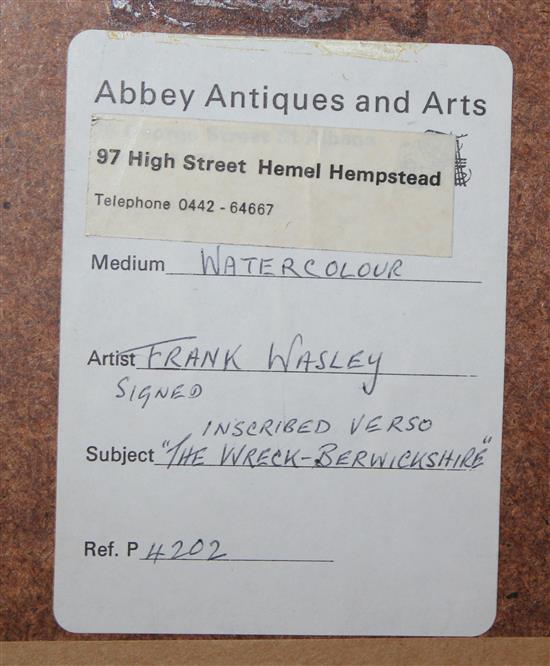 Abbey Antiques and Arts
97 High Street Hemel Hempstead
Telephone 0442 - 64667
Medium WATERCOLOUR
Artist FRANK WASLEY
SIGNED
INSCRIBED VERSO
Subject "THE WRECK-BERWICKSHIRE"
Ref. P 4202